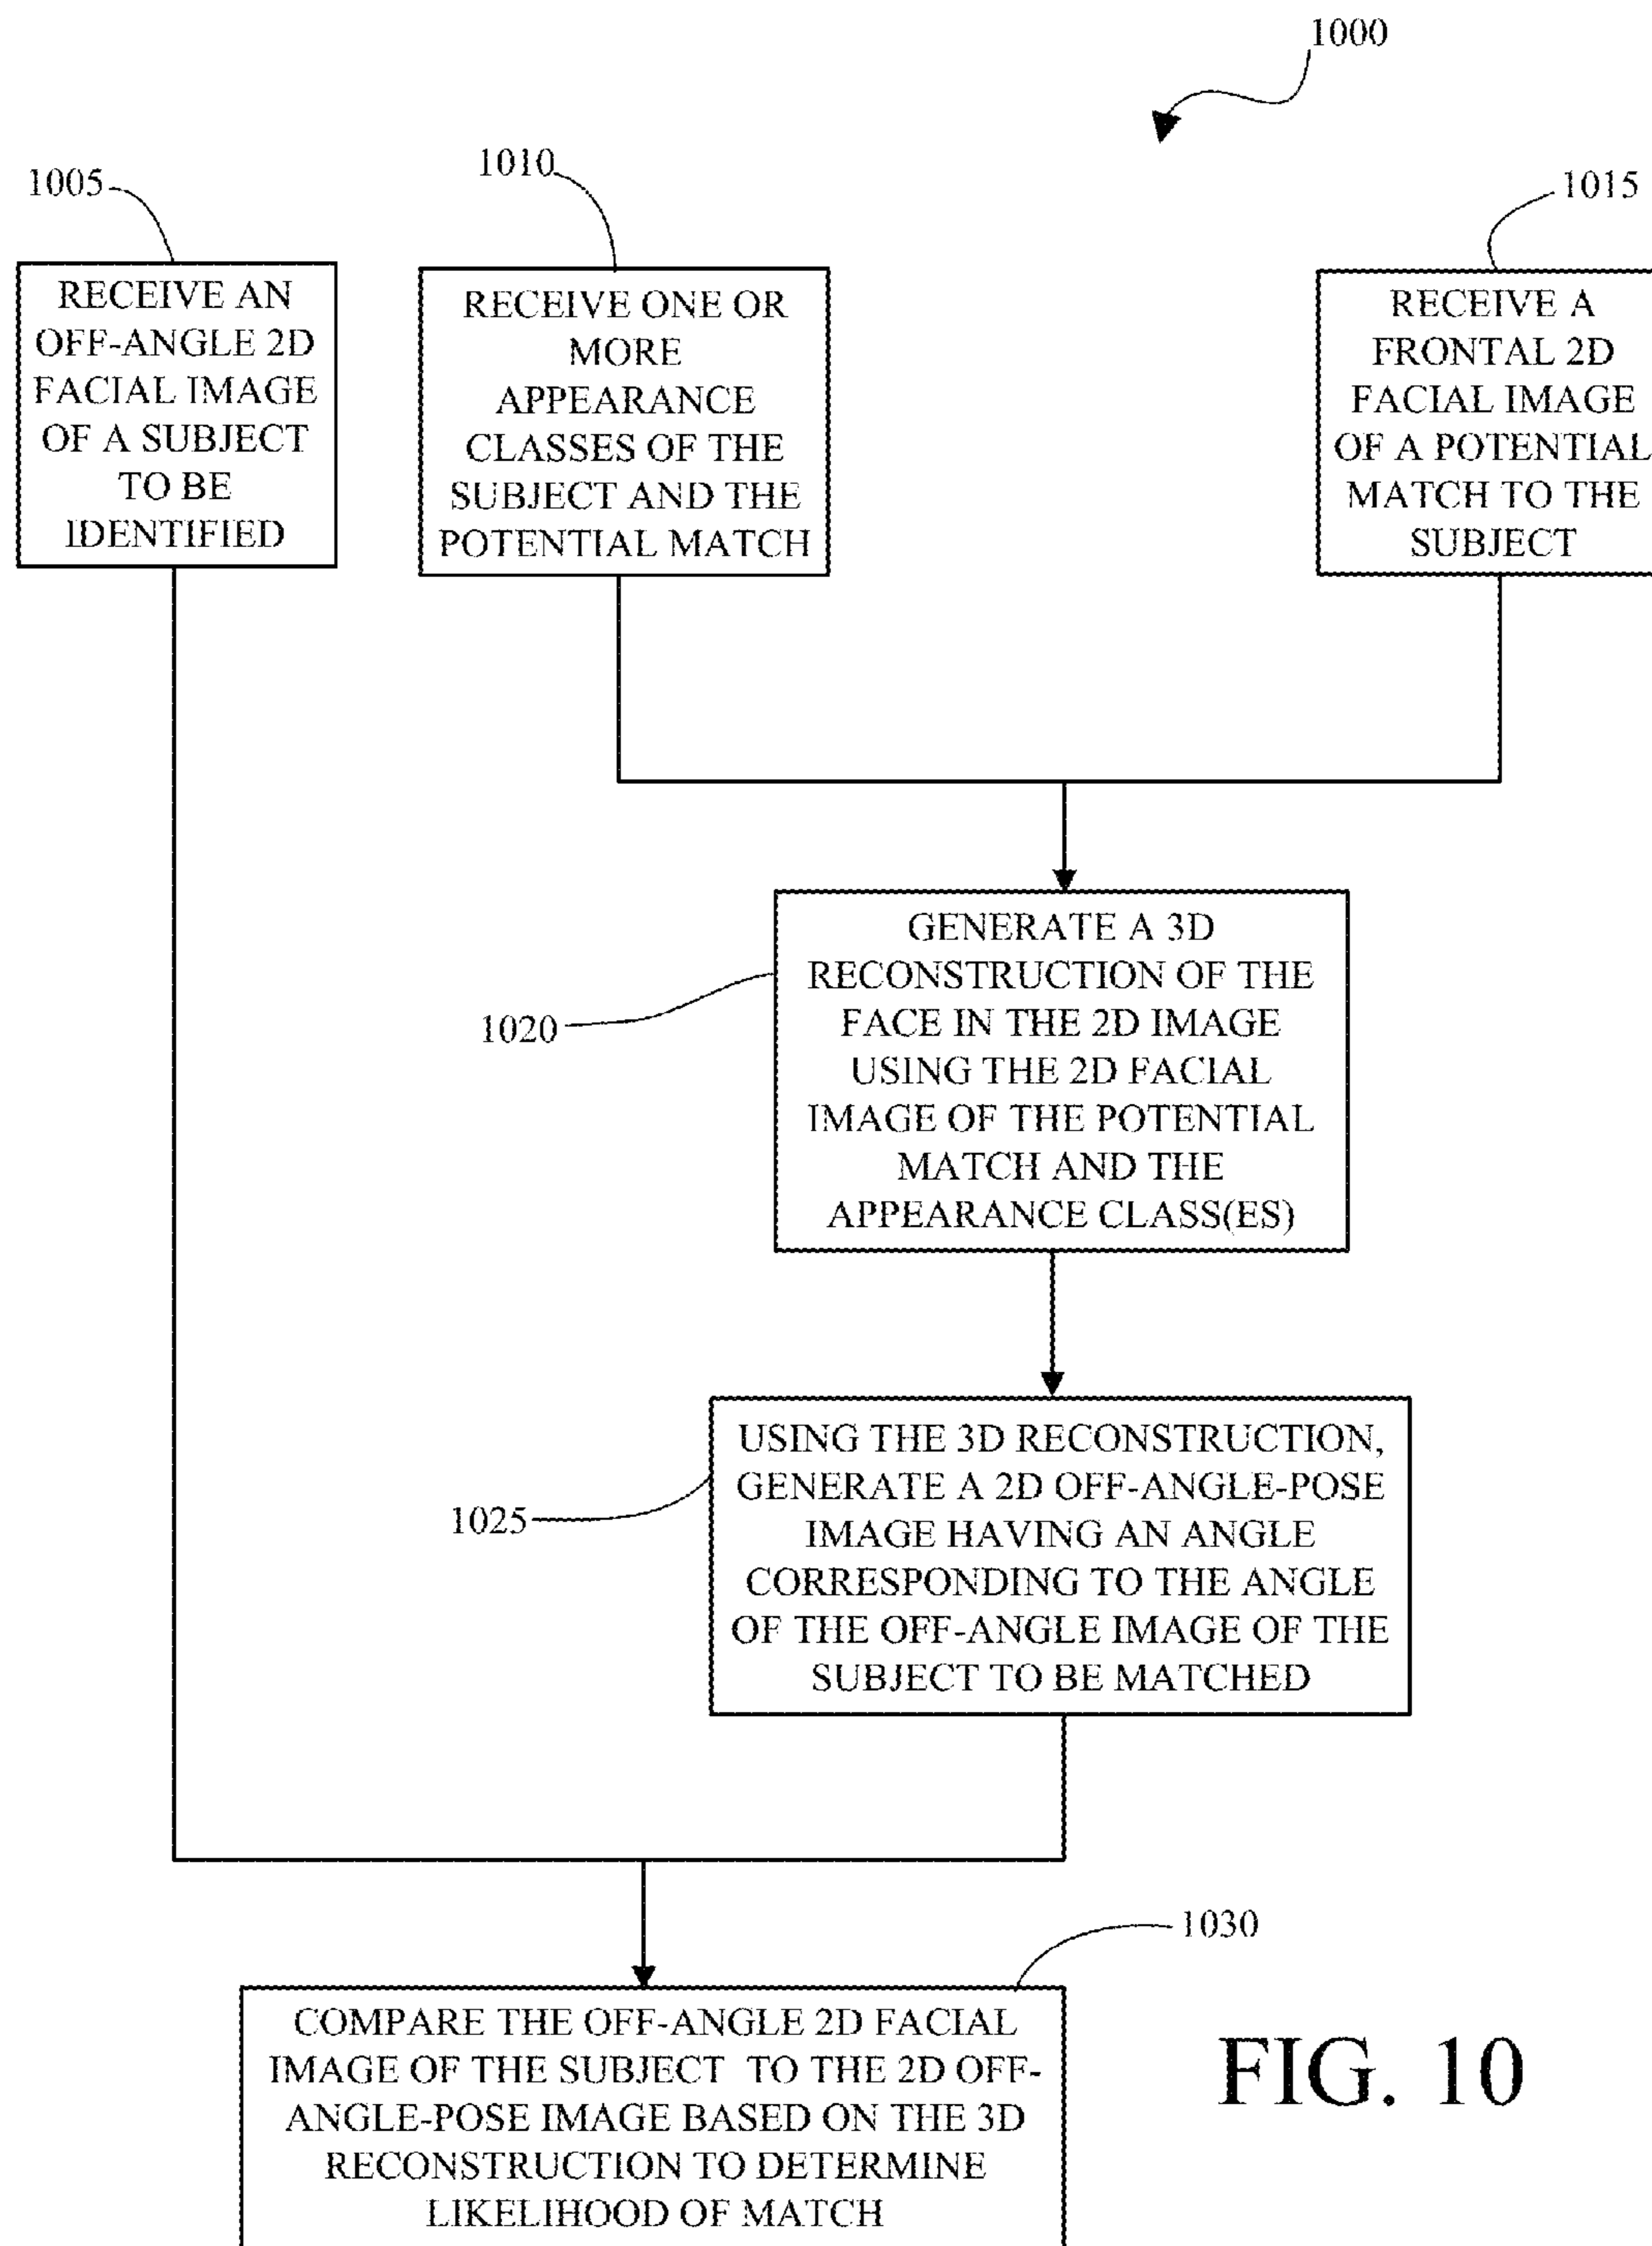 1000
1005
RECEIVE AN
OFF-ANGLE 2D
FACIAL IMAGE
OF A SUBJECT
TO BE
IDENTIFIED
1010
RECEIVE ONE OR
MORE
APPEARANCE
CLASSES OF THE
SUBJECT AND THE
POTENTIAL MATCH
1015
RECEIVE A
FRONTAL 2D
FACIAL IMAGE
OF A POTENTIAL
MATCH TO THE
SUBJECT
1020
GENERATE A 3D
RECONSTRUCTION OF THE
FACE IN THE 2D IMAGE
USING THE 2D FACIAL
IMAGE OF THE POTENTIAL
MATCH AND THE
APPEARANCE CLASS(ES)
1025
USING THE 3D RECONSTRUCTION,
GENERATE A 2D OFF-ANGLE-POSE
IMAGE HAVING AN ANGLE
CORRESPONDING TO THE ANGLE
OF THE OFF-ANGLE IMAGE OF THE
SUBJECT TO BE MATCHED
1030
COMPARE THE OFF-ANGLE 2D FACIAL
IMAGE OF THE SUBJECT TO THE 2D OFF-
ANGLE-POSE IMAGE BASED ON THE 3D
RECONSTRUCTION TO DETERMINE
LIKELIHOOD OF MATCH
FIG. 10